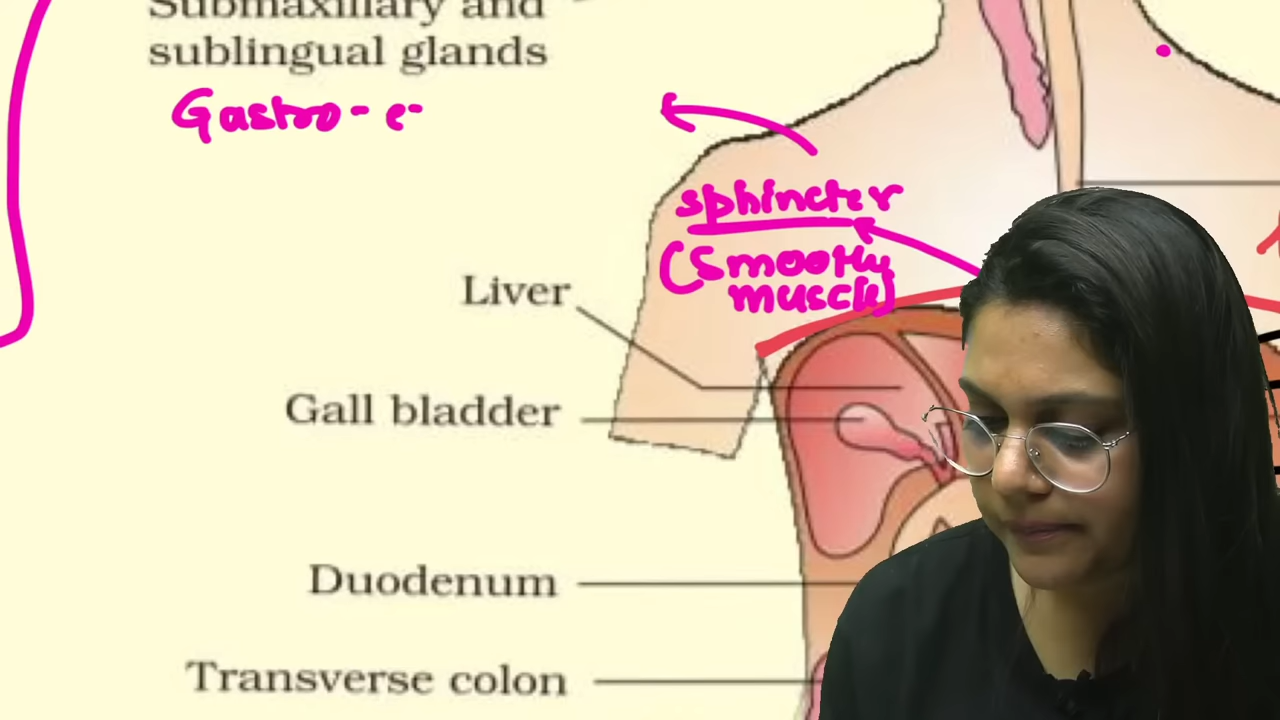 Submaxillary and
sublingual glands
Gastro-e-
sphincter
(Smooth
muscle)
Liver
Gall bladder
Duodenum
Transverse colon